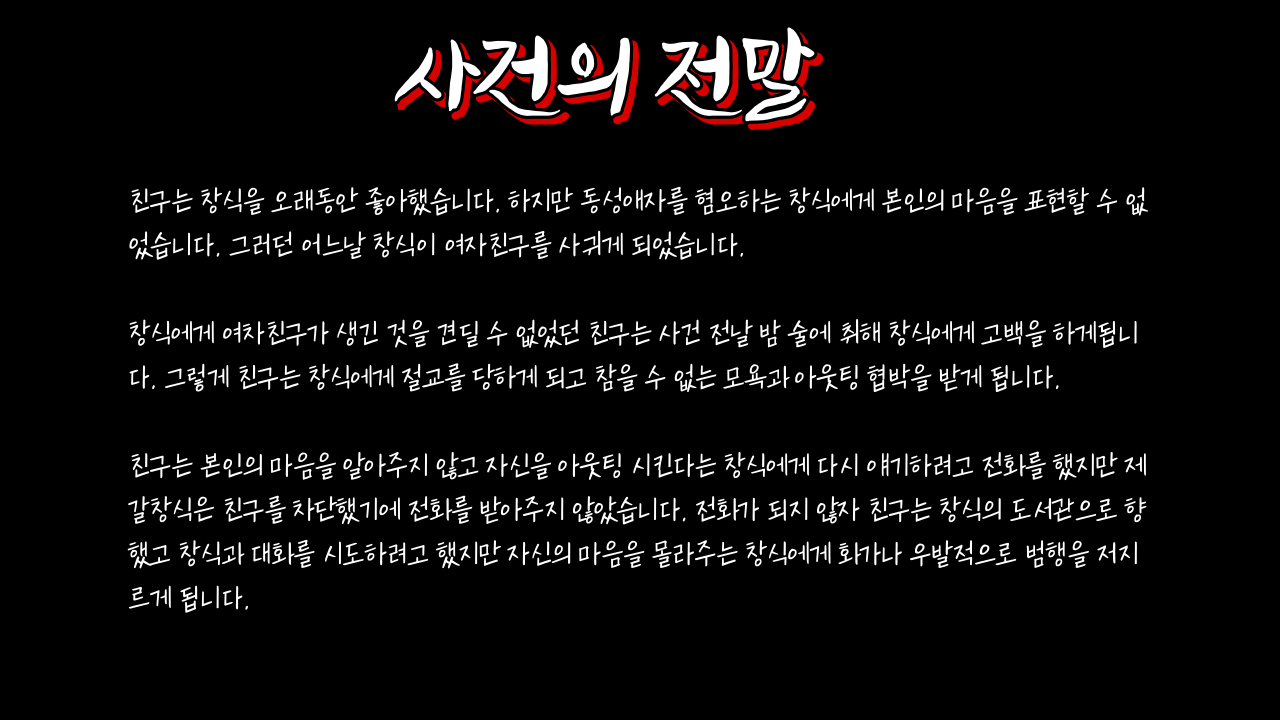 사건의 전말
친구는 창식을 오래동안 좋아했습니다. 하지만 동성애자를 혐오하는 창식에게 본인의 마음을 표현할 수 없
었습니다. 그러던 어느날 창식이 여자친구를 사귀게 되었습니다.
창식에게 여자친구가 생긴 것을 견딜 수 없었던 친구는 사건 전날 밤 술에 취해 창식에게 고백을 하게됩니
다. 그렇게 친구는 창식에게 절교를 당하게 되고 참을 수 없는 모욕과 아웃팅 협박을 받게 됩니다.
친구는 본인의 마음을 알아주지 않고 자신을 아웃팅 시킨다는 창식에게 다시 얘기하려고 전화를 했지만 제
갈창식은 친구를 차단했기에 전화를 받아주지 않았습니다. 전화가 되지 않자 친구는 창식의 도서관으로 향
했고 창식과 대화를 시도하려고 했지만 자신의 마음을 몰라주는 창식에게 화가나 우발적으로 범행을 저지
르게 됩니다.